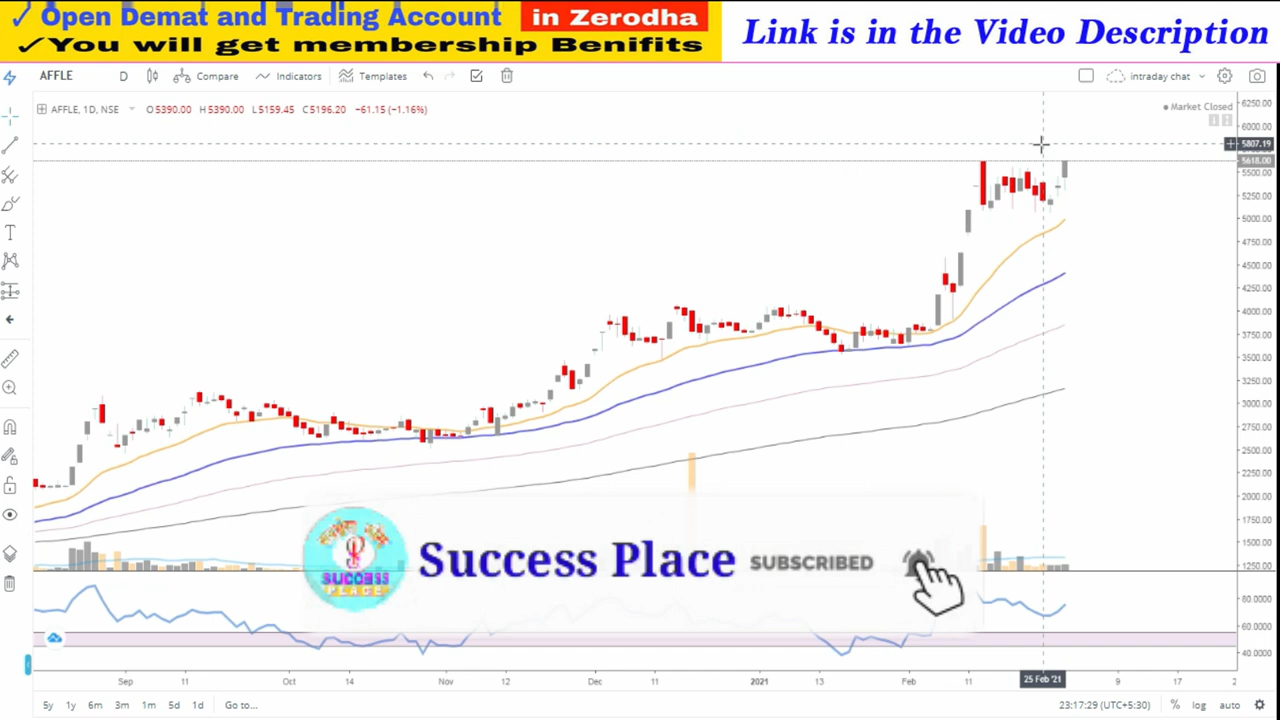 ✓ Open Demat and Trading Account in Zerodha
✓You will get membership Benifits
Link is in the Video Description
AFFLE D Compare Indicators Templates intraday chat
AFFLE, 1D, NSE O5390.00 H5390.00 L5159.45 C5196.20 −61.15 (−1.16%)
Market Closed
6250.00
6000.00
5807.19
5618.00
5500.00
5250.00
5000.00
4750.00
4500.00
4250.00
4000.00
3750.00
3500.00
3250.00
3000.00
2750.00
2500.00
2250.00
2000.00
1750.00
1500.00
1250.00
80.0000
60.0000
40.0000
SUCCESS
PLACE
Success Place SUBSCRIBED
Sep 11 Oct 14 Nov 12 Dec 11 2021 13 Feb 11 25 Feb '21 9 17 2
5y 1y 6m 3m 1m 5d 1d Go to... 23:17:29 (UTC+5:30) % log auto